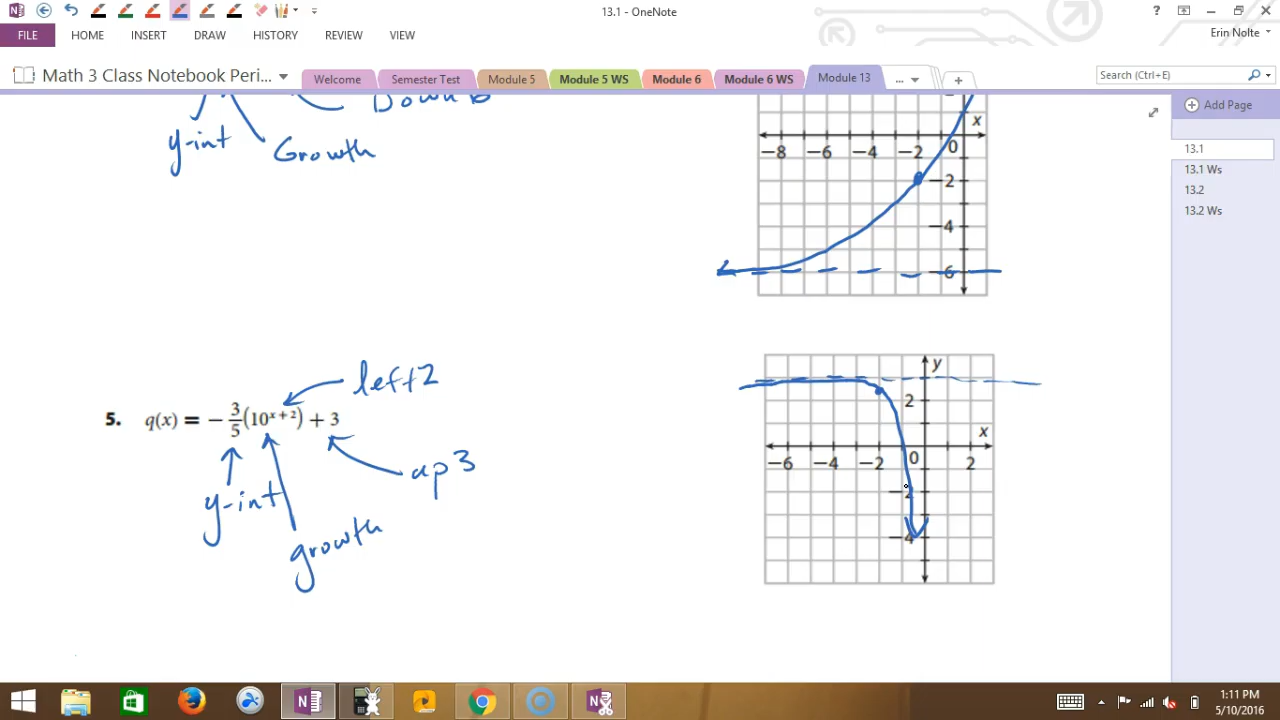 13.1 - OneNote
FILE HOME INSERT DRAW HISTORY REVIEW VIEW
Erin Nolte
Math 3 Class Notebook Peri...
Welcome Semester Test Module 5 Module 5 WS Module 6 Module 6 WS Module 13 ...
Search (Ctrl+E)
Add Page
13.1
13.1 Ws
13.2
13.2 Ws
y-int
Growth
x
−8 −6 −4 −2 0
−2
−4
−6
5. q(x) = − 3/5 (10^(x + 2)) + 3
left 2
up 3
y-int
growth
y
2
x
−6 −4 −2 0 2
−2
−4
1:11 PM
5/10/2016